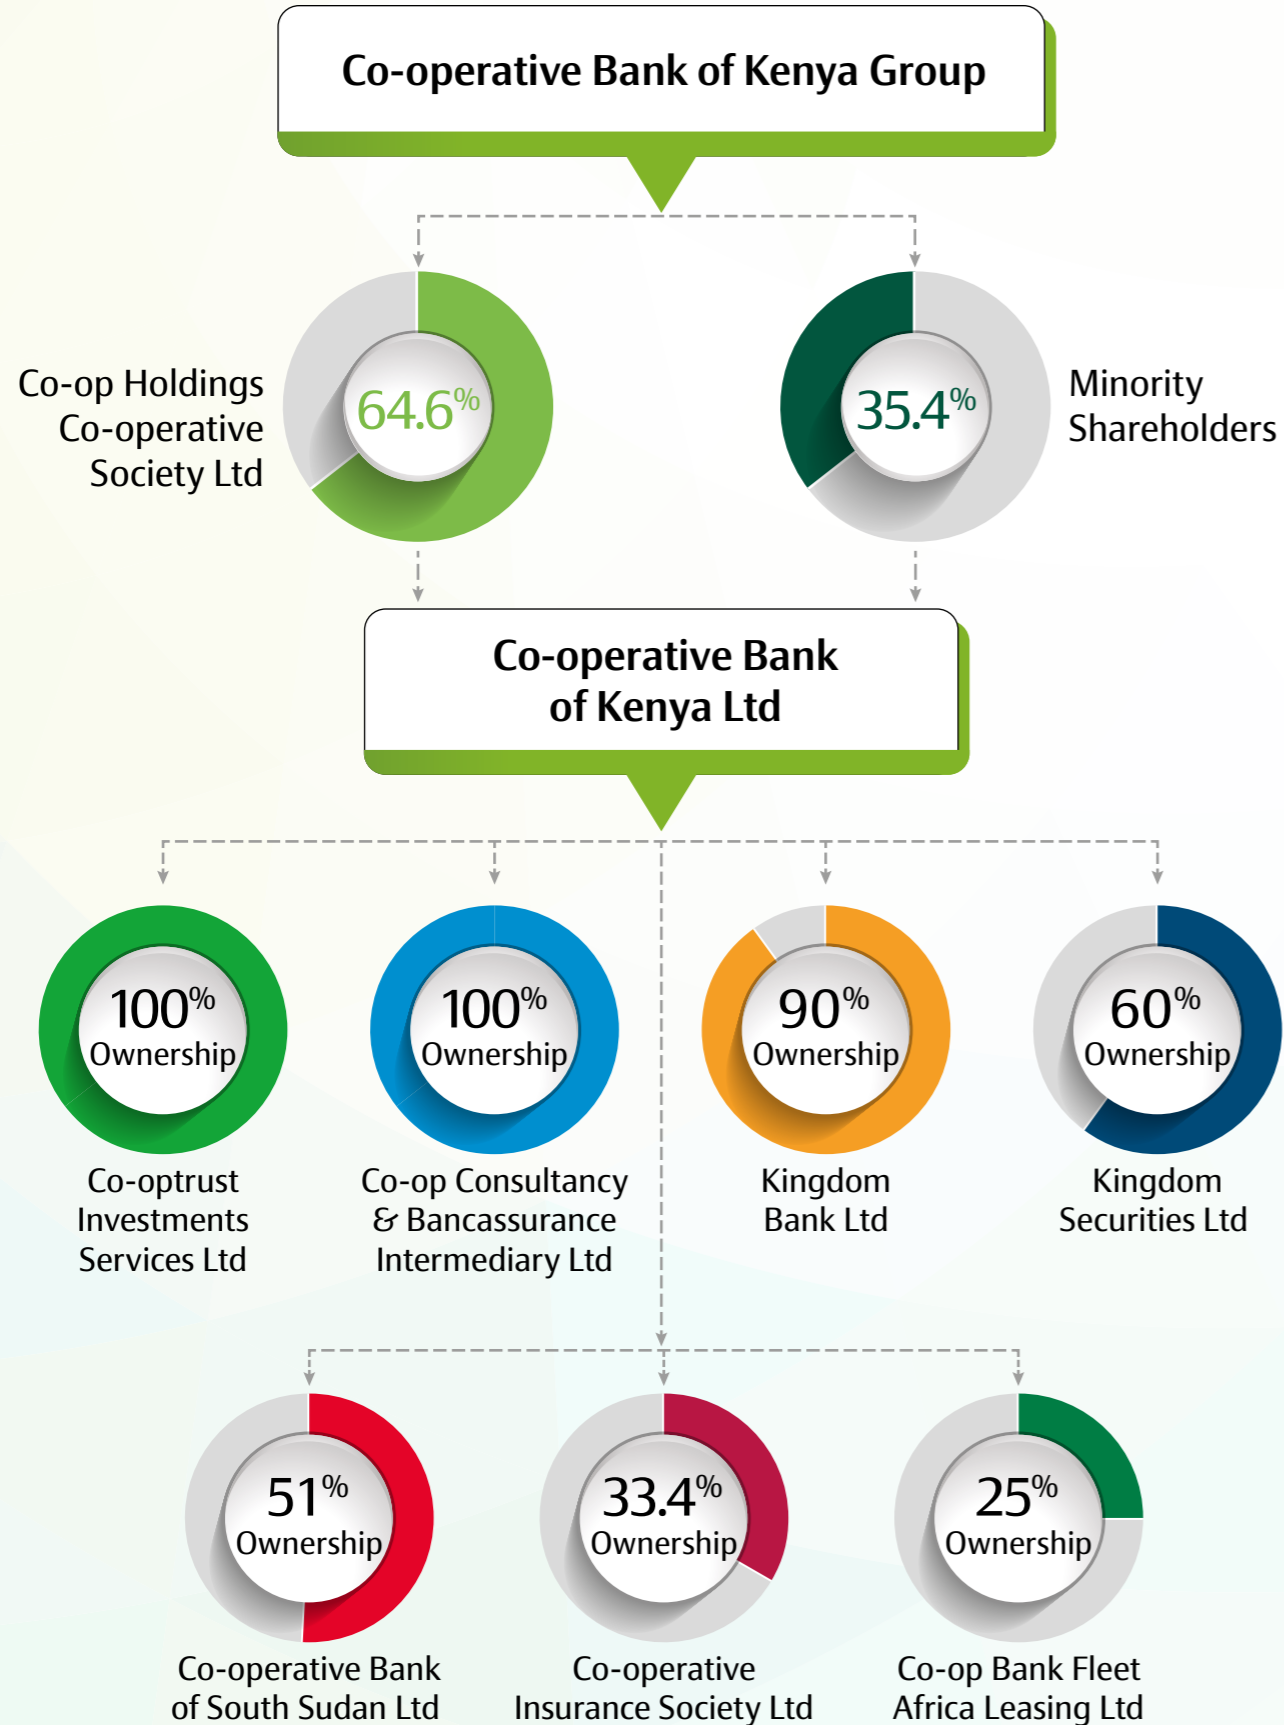 Co-operative Bank of Kenya Group
Co-op Holdings
Co-operative
Society Ltd
64.6%
35.4%
Minority
Shareholders
Co-operative Bank
of Kenya Ltd
100%
Ownership
Co-optrust
Investments
Services Ltd
100%
Ownership
Co-op Consultancy
& Bancassurance
Intermediary Ltd
90%
Ownership
Kingdom
Bank Ltd
60%
Ownership
Kingdom
Securities Ltd
51%
Ownership
Co-operative Bank
of South Sudan Ltd
33.4%
Ownership
Co-operative
Insurance Society Ltd
25%
Ownership
Co-op Bank Fleet
Africa Leasing Ltd